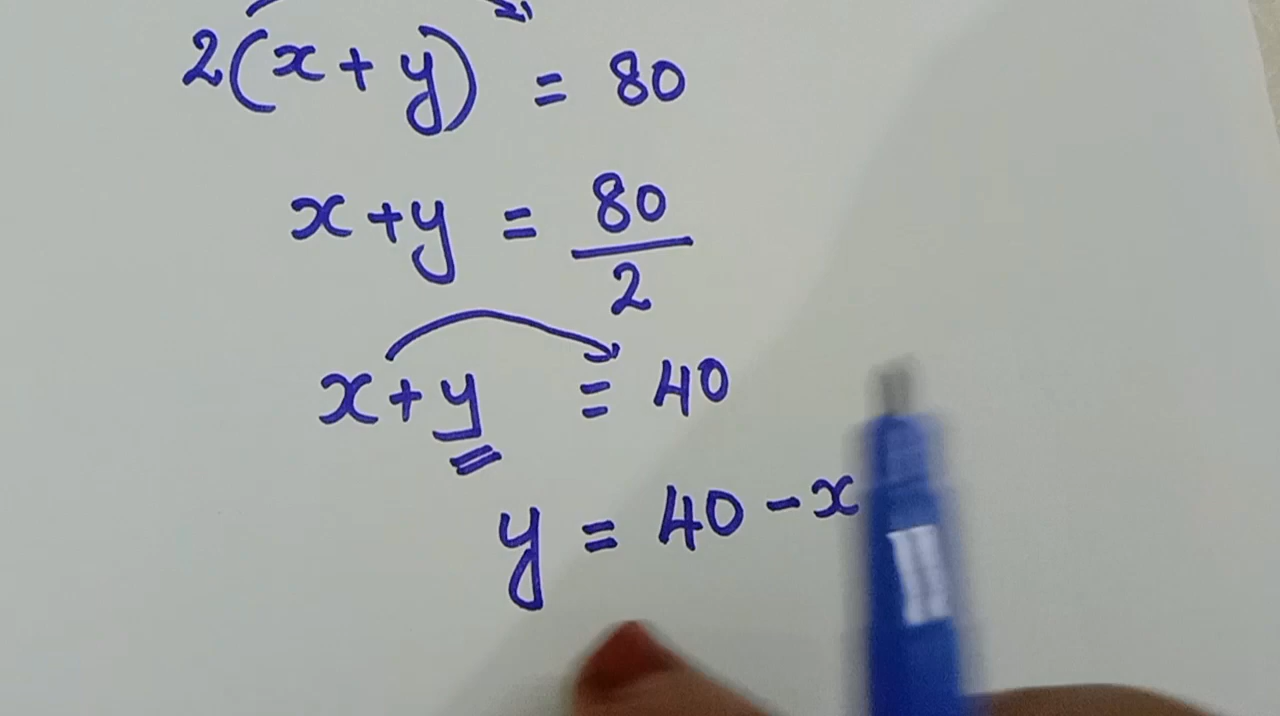 2(x+y) = 80
x+y = 80/2
x+y = 40
y = 40-x